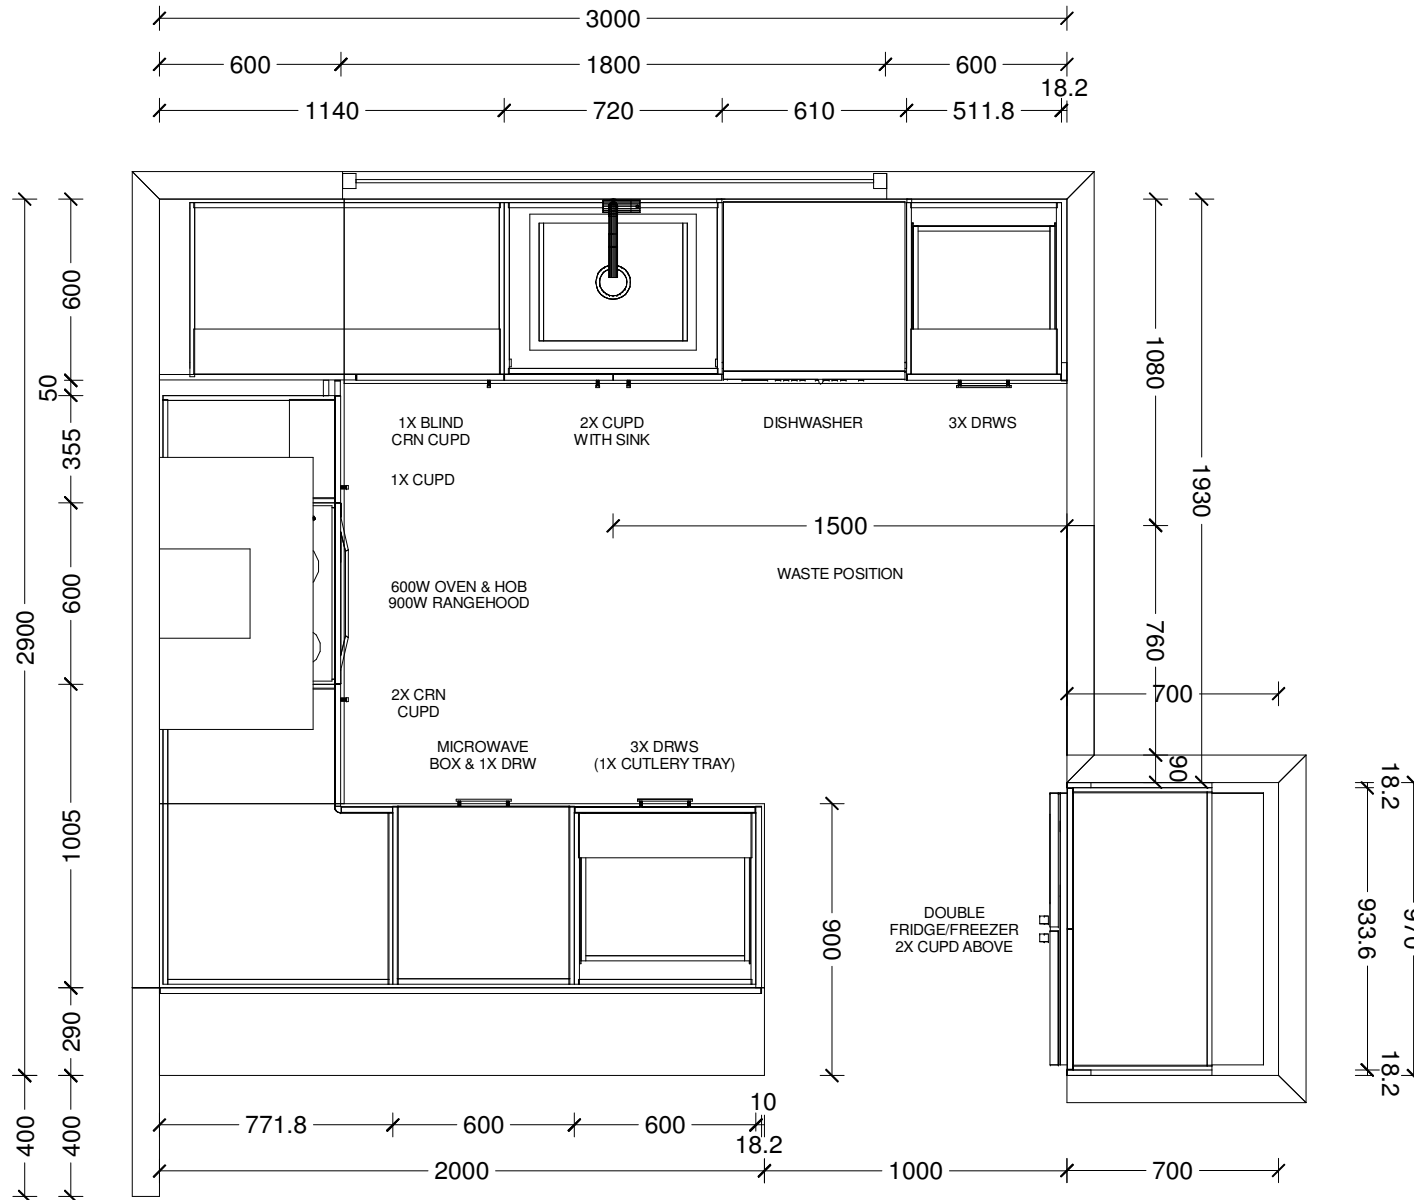 3000
600
1800
600
18.2
1140
720
610
511.8
600
50
355
600
2900
1005
290
400
400
1080
1930
760
700
90
18.2
933.6
970
18.2
1X BLIND
CRN CUPD
2X CUPD
WITH SINK
DISHWASHER
3X DRWS
1X CUPD
1500
WASTE POSITION
600W OVEN & HOB
900W RANGEHOOD
2X CRN
CUPD
MICROWAVE
BOX & 1X DRW
3X DRWS
(1X CUTLERY TRAY)
900
DOUBLE
FRIDGE/FREEZER
2X CUPD ABOVE
771.8
600
600
10
18.2
2000
1000
700